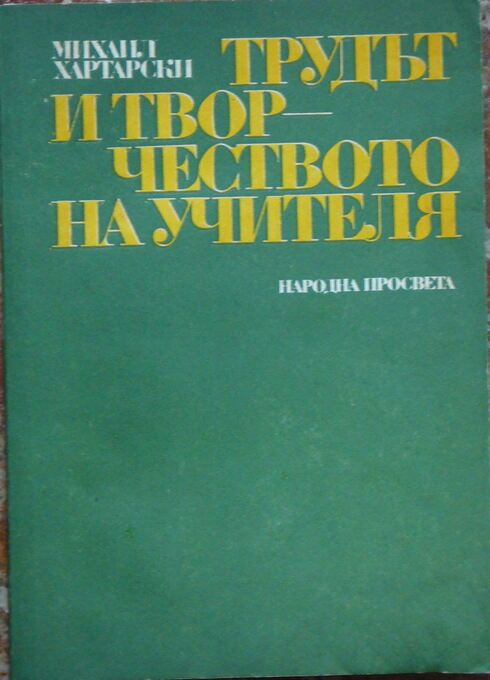 МИХАИЛ
ХАРТАРСКИ
ТРУДЪТ
И ТВОР—
ЧЕСТВОТО
НА УЧИТЕЛЯ
НАРОДНА ПРОСВЕТА